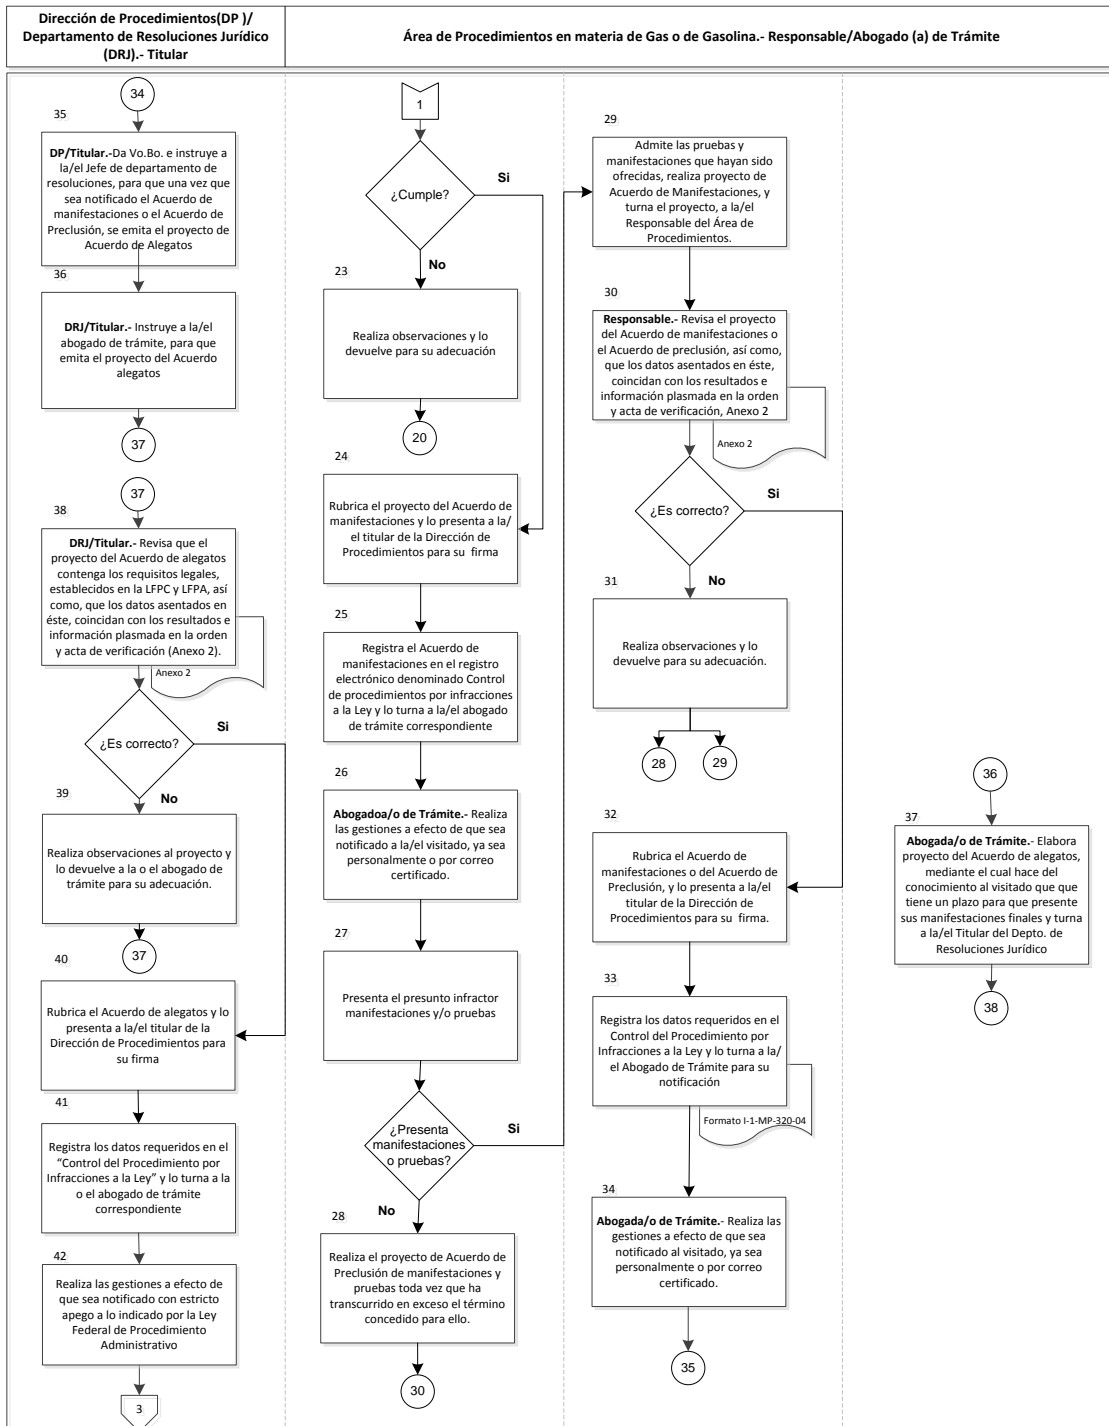 Dirección de Procedimientos(DP )/
Departamento de Resoluciones Jurídico
(DRJ).- Titular
Área de Procedimientos en materia de Gas o de Gasolina.- Responsable/Abogado (a) de Trámite
34
35
DP/Titular.-Da Vo.Bo. e instruye a
la/el Jefe de departamento de
resoluciones, para que una vez que
sea notificado el Acuerdo de
manifestaciones o el Acuerdo de
Preclusión, se emita el proyecto de
Acuerdo de Alegatos
36
DRJ/Titular.- Instruye a la/el
abogado de trámite, para que
emita el proyecto del Acuerdo
alegatos
37
37
38
DRJ/Titular.- Revisa que el
proyecto del Acuerdo de alegatos
contenga los requisitos legales,
establecidos en la LFPC y LFPA, así
como, que los datos asentados en
éste, coincidan con los resultados e
información plasmada en la orden
y acta de verificación (Anexo 2).
Anexo 2
¿Es correcto?
Si
No
39
Realiza observaciones al proyecto y
lo devuelve a la o el abogado de
trámite para su adecuación.
37
40
Rubrica el Acuerdo de alegatos y lo
presenta a la/el titular de la
Dirección de Procedimientos para
su firma
41
Registra los datos requeridos en el
“Control del Procedimiento por
Infracciones a la Ley” y lo turna a la
o el abogado de trámite
correspondiente
42
Realiza las gestiones a efecto de
que sea notificado con estricto
apego a lo indicado por la Ley
Federal de Procedimiento
Administrativo
3
1
¿Cumple?
Si
No
23
Realiza observaciones y lo
devuelve para su adecuación
20
24
Rubrica el proyecto del Acuerdo de
manifestaciones y lo presenta a la/
el titular de la Dirección de
Procedimientos para su firma
25
Registra el Acuerdo de
manifestaciones en el registro
electrónico denominado Control
de procedimientos por infracciones
a la Ley y lo turna a la/el abogado
de trámite correspondiente
26
Abogadoa/o de Trámite.- Realiza
las gestiones a efecto de que sea
notificado a la/el visitado, ya sea
personalmente o por correo
certificado.
27
Presenta el presunto infractor
manifestaciones y/o pruebas
¿Presenta
manifestaciones
o pruebas?
Si
No
28
Realiza el proyecto de Acuerdo de
Preclusión de manifestaciones y
pruebas toda vez que ha
transcurrido en exceso el término
concedido para ello.
30
29
Admite las pruebas y
manifestaciones que hayan sido
ofrecidas, realiza proyecto de
Acuerdo de Manifestaciones, y
turna el proyecto, a la/el
Responsable del Área de
Procedimientos.
30
Responsable.- Revisa el proyecto
del Acuerdo de manifestaciones o
el Acuerdo de preclusión, así como,
que los datos asentados en éste,
coincidan con los resultados e
información plasmada en la orden
y acta de verificación, Anexo 2
Anexo 2
¿Es correcto?
Si
No
31
Realiza observaciones y lo
devuelve para su adecuación.
28
29
32
Rubrica el Acuerdo de
manifestaciones o del Acuerdo de
Preclusión, y lo presenta a la/el
titular de la Dirección de
Procedimientos para su firma.
33
Registra los datos requeridos en el
Control del Procedimiento por
Infracciones a la Ley y lo turna a la/
el Abogado de Trámite para su
notificación
Formato I-1-MP-320-04
34
Abogada/o de Trámite.- Realiza las
gestiones a efecto de que sea
notificado al visitado, ya sea
personalmente o por correo
certificado.
35
36
37
Abogada/o de Trámite.- Elabora
proyecto del Acuerdo de alegatos,
mediante el cual hace del
conocimiento al visitado que que
tiene un plazo para que presente
sus manifestaciones finales y turna
a la/el Titular del Depto. de
Resoluciones Jurídico
38